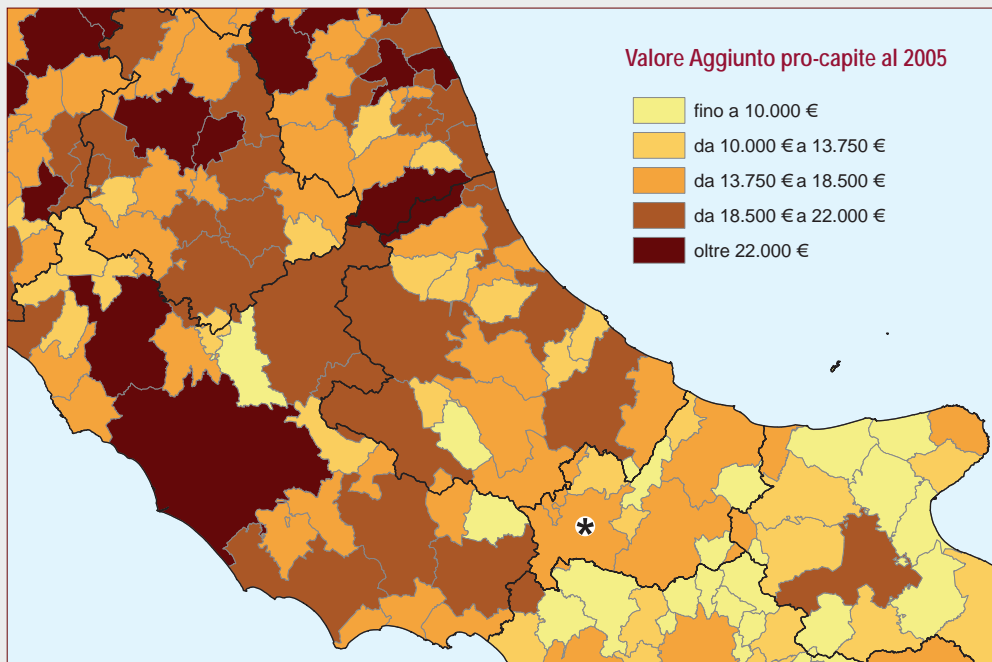 Valore Aggiunto pro-capite al 2005
fino a 10.000 €
da 10.000 € a 13.750 €
da 13.750 € a 18.500 €
da 18.500 € a 22.000 €
oltre 22.000 €
*